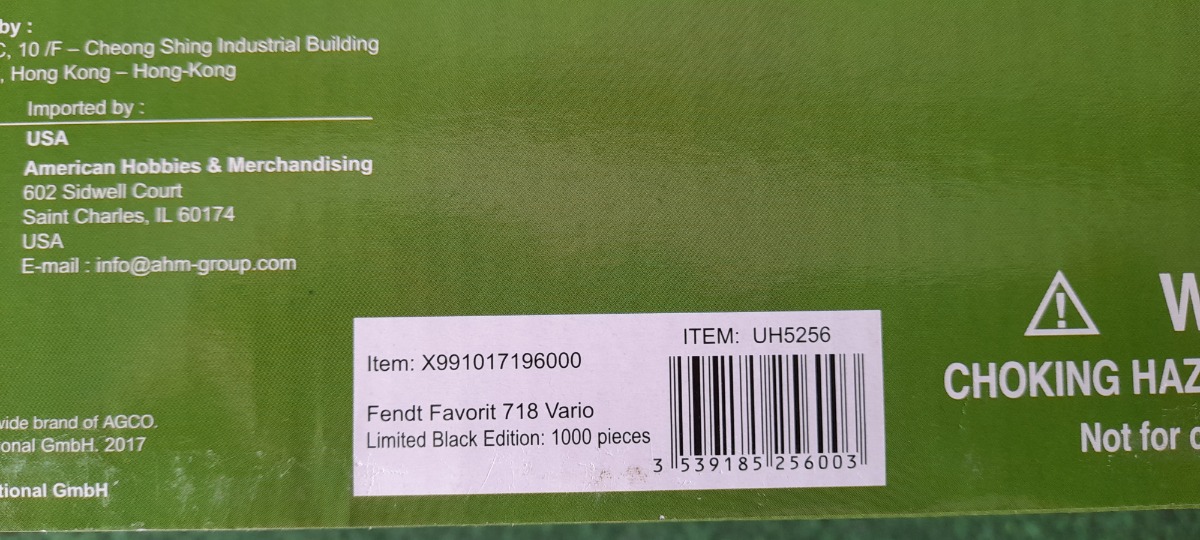 by :
C, 10 /F – Cheong Shing Industrial Building
, Hong Kong – Hong-Kong
Imported by :
USA
American Hobbies & Merchandising
602 Sidwell Court
Saint Charles, IL 60174
USA
E-mail : info@ahm-group.com
wide brand of AGCO.
onal GmbH. 2017
tional GmbH
Item: X991017196000
Fendt Favorit 718 Vario
Limited Black Edition: 1000 pieces
ITEM: UH5256
3 539185 256003
W
CHOKING HAZ
Not for c